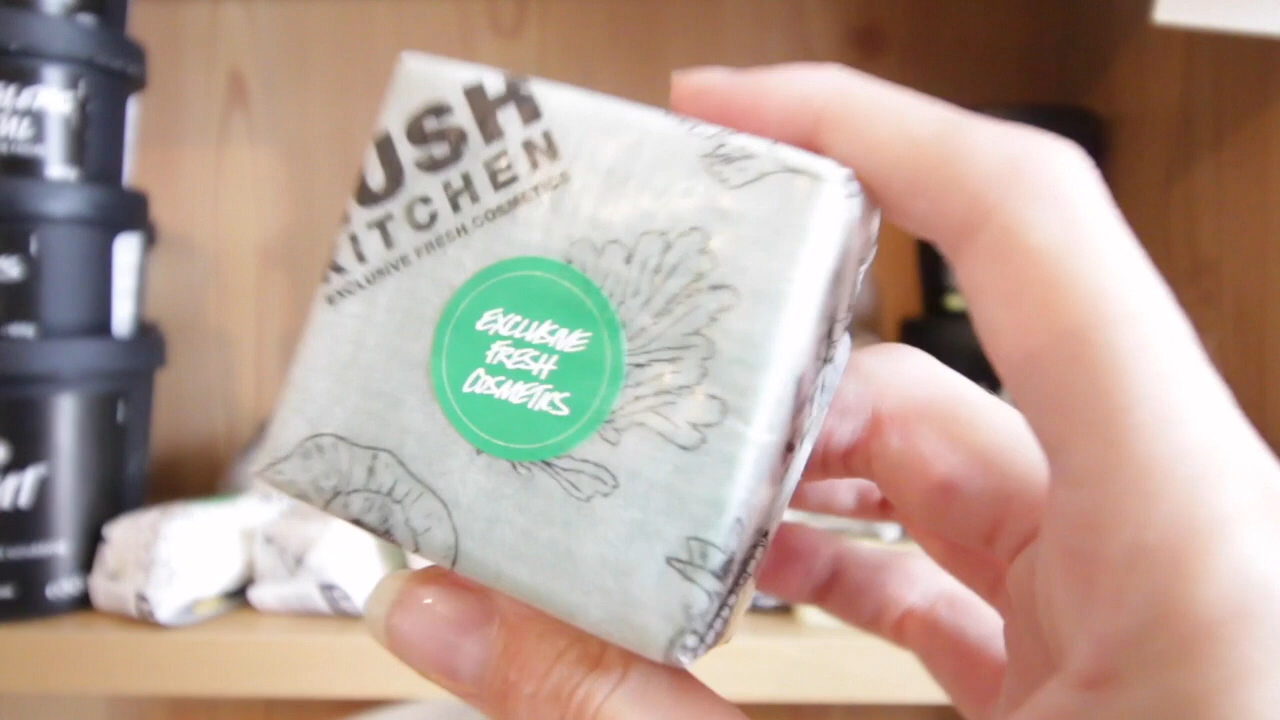 USH
KITCHEN
EXCLUSIVE FRESH COSMETICS
EXCLUSIVE
FRESH
COSMETICS